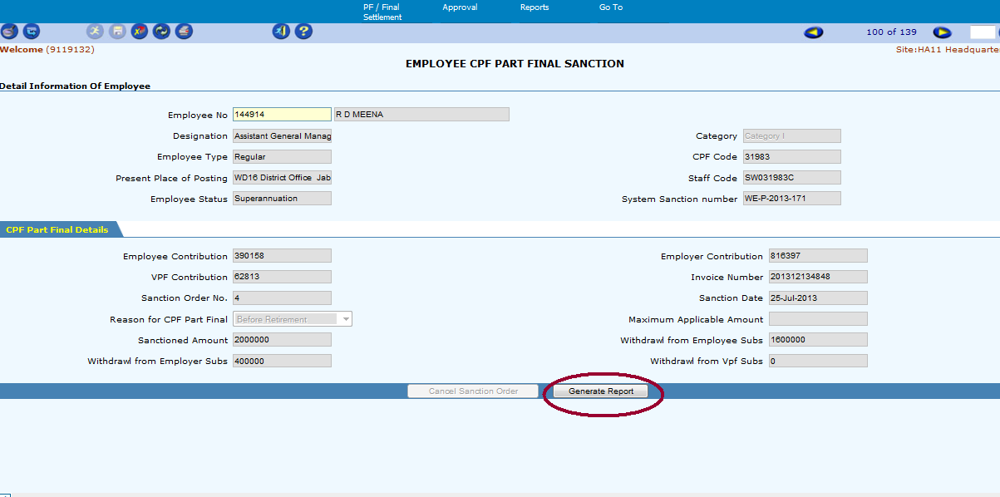 PF / Final Settlement Approval Reports Go To
100 of 139
Welcome (9119132) Site:HA11 Headquarte
EMPLOYEE CPF PART FINAL SANCTION
Detail Information Of Employee
Employee No 144914 R D MEENA
Designation Assistant General Manag Category Category I
Employee Type Regular CPF Code 31983
Present Place of Posting WD16 District Office Jab Staff Code SW031983C
Employee Status Superannuation System Sanction number WE-P-2013-171
CPF Part Final Details
Employee Contribution 390158 Employer Contribution 816397
VPF Contribution 62813 Invoice Number 201312134848
Sanction Order No. 4 Sanction Date 25-Jul-2013
Reason for CPF Part Final Before Retirement Maximum Applicable Amount
Sanctioned Amount 2000000 Withdrawl from Employee Subs 1600000
Withdrawl from Employer Subs 400000 Withdrawl from Vpf Subs 0
Cancel Sanction Order Generate Report